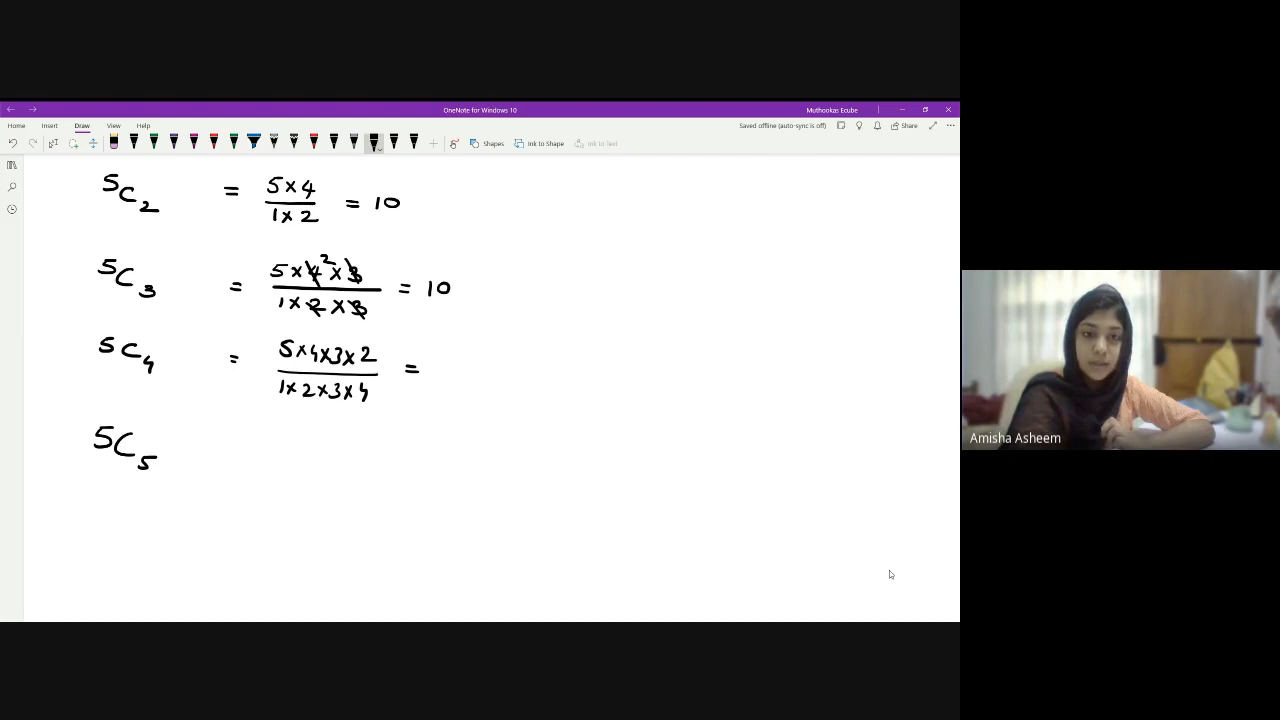 OneNote for Windows 10
Muthookas Ecube
Home Insert Draw View Help
Saved offline (auto-sync is off)
Share
Shapes
Ink to Shape
Ink to Text
⁵C₂ = 5×4 / 1×2 = 10
⁵C₃ = 5×4²×3 / 1×2×3 = 10
⁵C₄ = 5×4×3×2 / 1×2×3×4 =
⁵C₅
Amisha Asheem